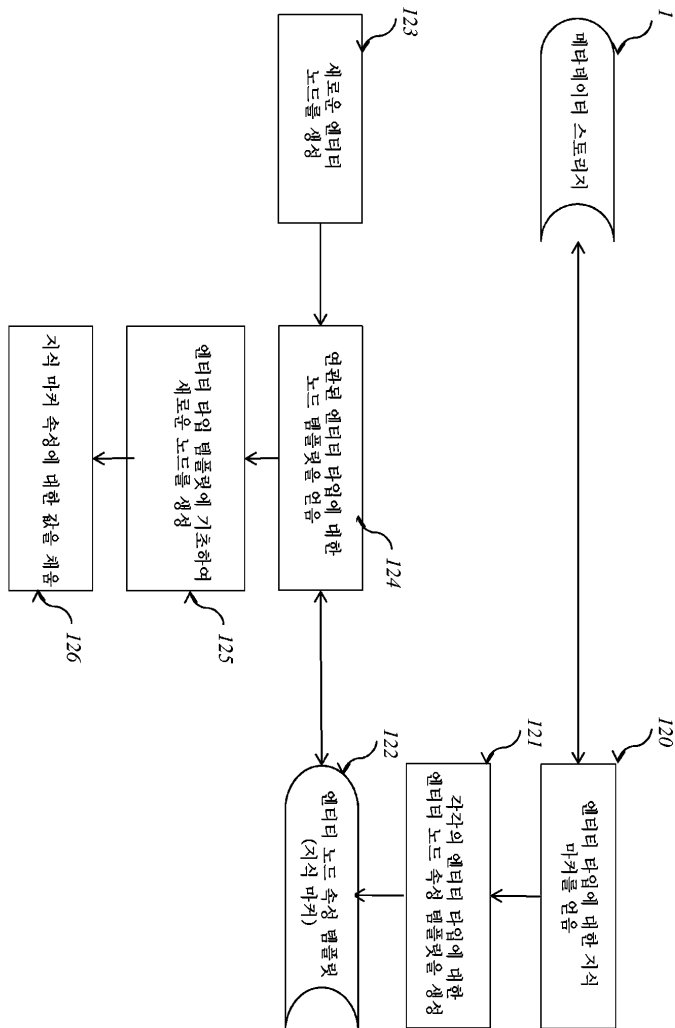 1
메타데이터 스토리지
120
엔티티 타입에 대한 지식
마커를 얻음
121
각각의 엔티티 타입에 대한
엔티티 노드 속성 템플릿을 생성
122
엔티티 노드 속성 템플릿
(지식 마커)
123
새로운 엔티티
노드를 생성
124
연관된 엔티티 타입에 대한
노드 템플릿을 얻음
125
엔티티 타입 템플릿에 기초하여
새로운 노드를 생성
126
지식 마커 속성에 대한 값을 채움